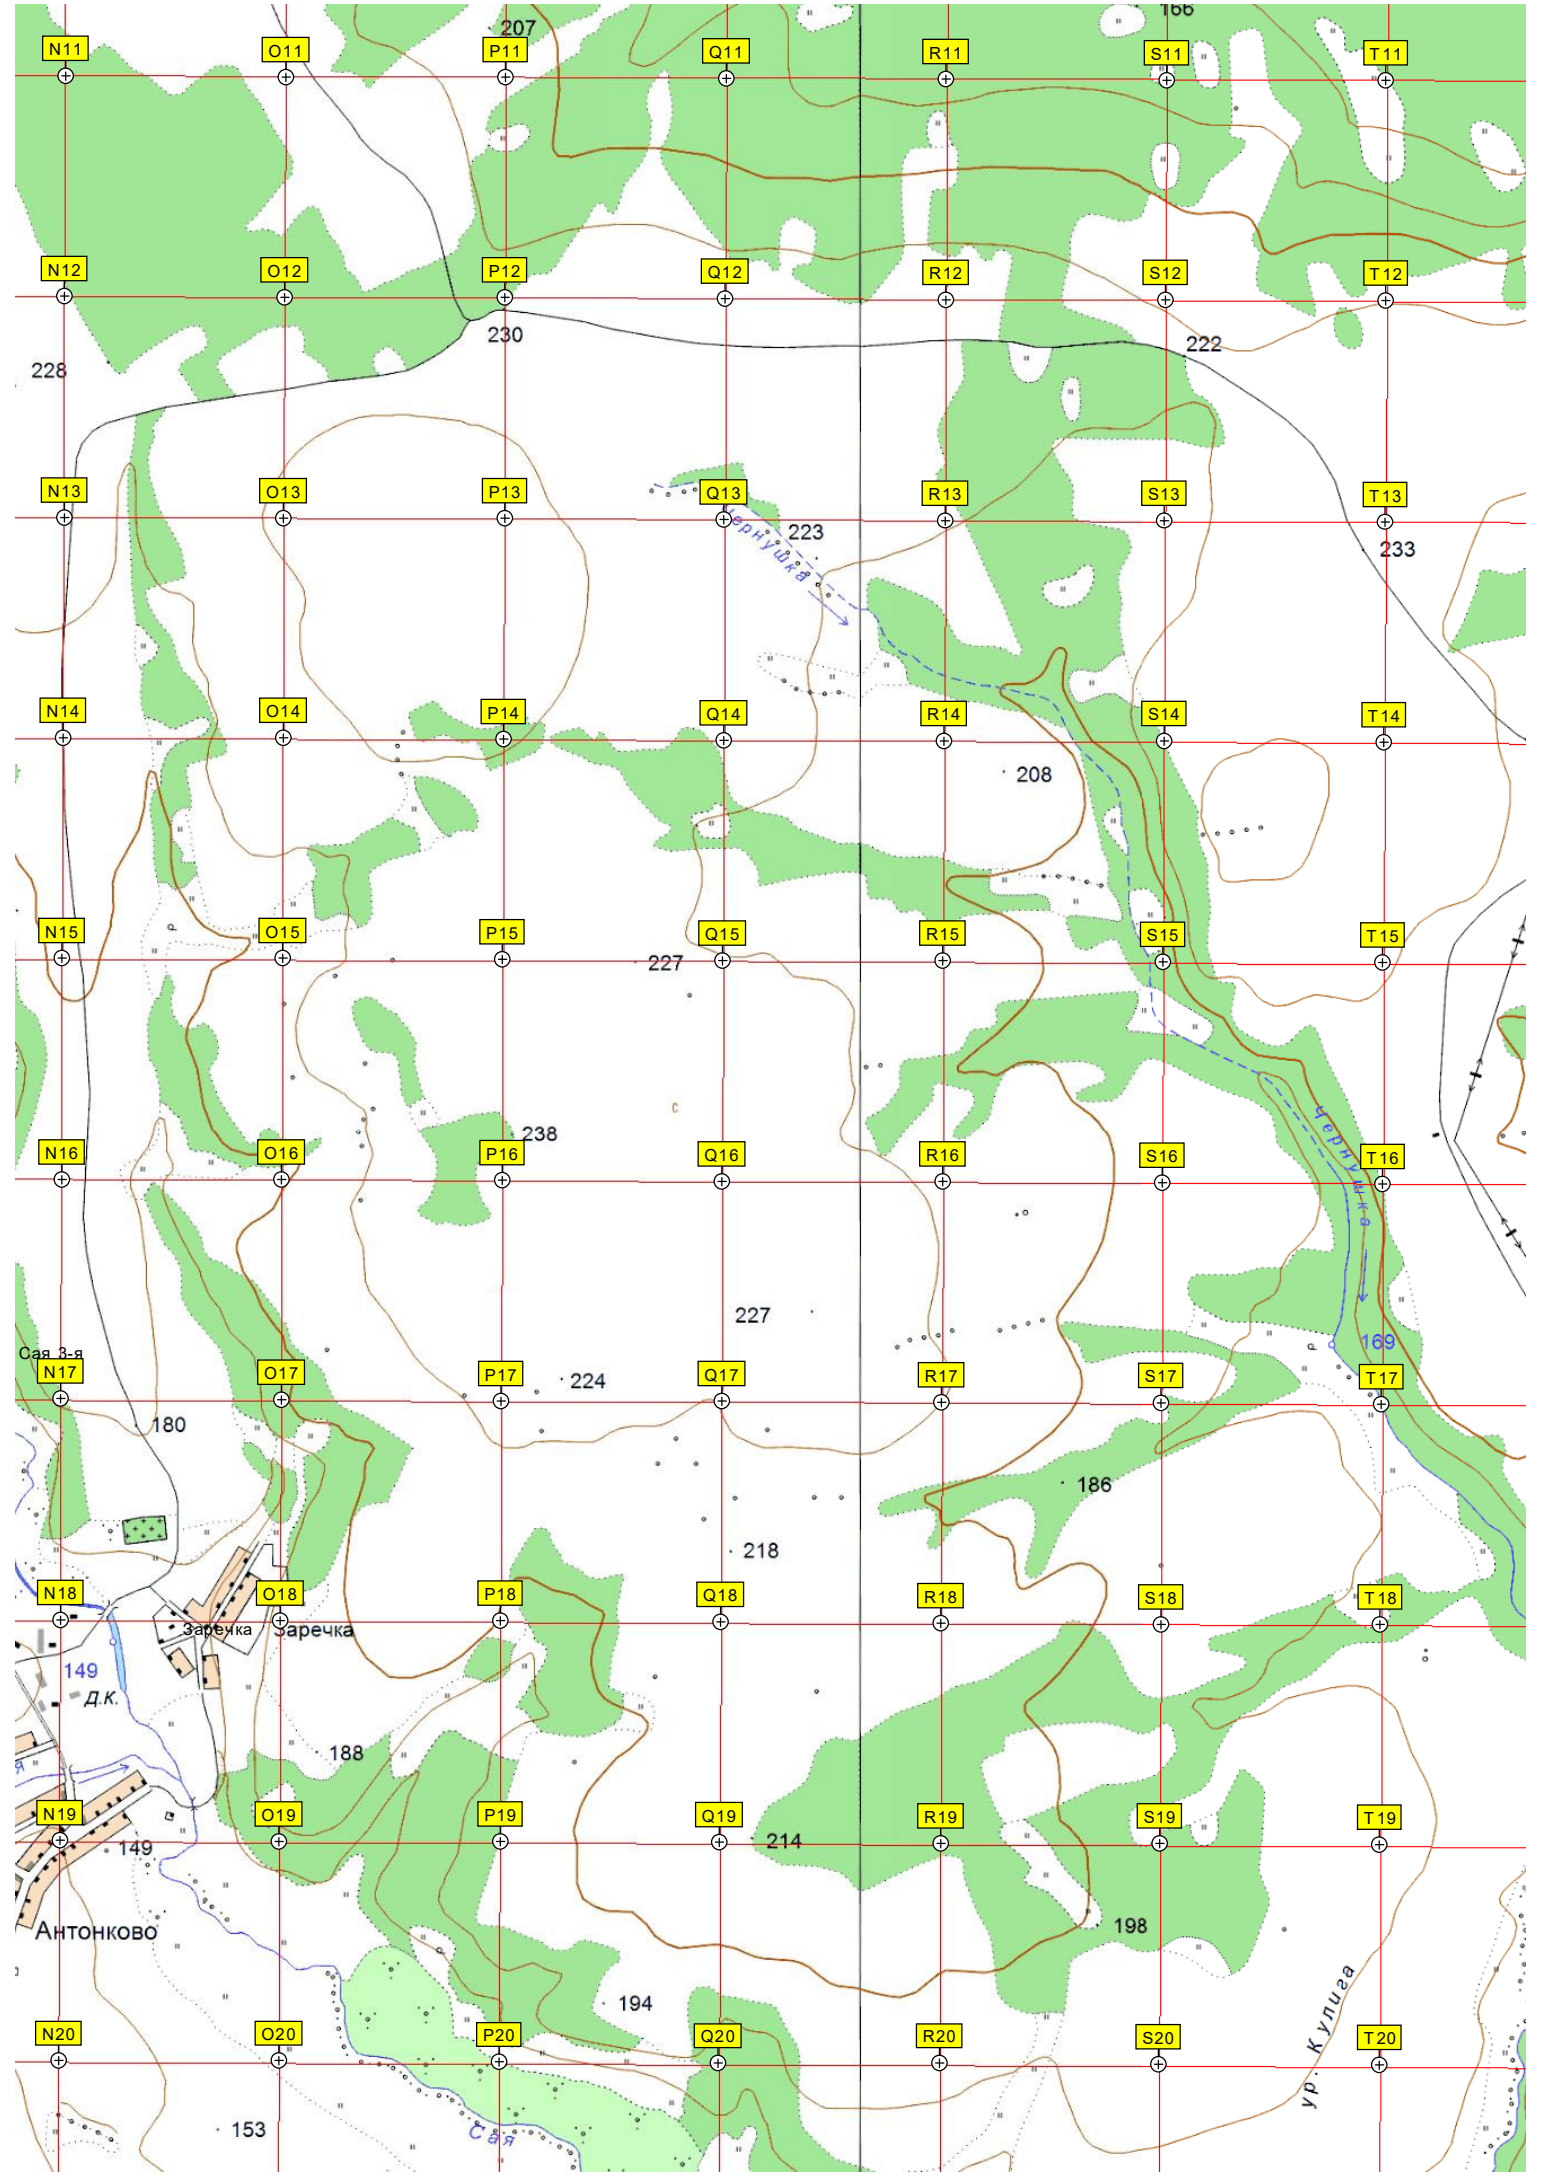 166
207
N11 O11 P11 Q11 R11 S11 T11
N12 O12 P12 Q12 R12 S12 T12
230
222
228
N13 O13 P13 Q13 R13 S13 T13
223
233
Чернушка
N14 O14 P14 Q14 R14 S14 T14
208
р
N15 O15 P15 Q15 R15 S15 T15
227
с
Чернушка
238
N16 O16 P16 Q16 R16 S16 T16
227
169
р
Сая 3-я
N17 O17 P17 Q17 R17 S17 T17
224
180
186
218
N18 O18 P18 Q18 R18 S18 T18
Заречка
Заречка
149
Д.К.
188
я
N19 O19 P19 Q19 R19 S19 T19
149
214
198
Антонково
р
194
ур. Кулига
N20 O20 P20 Q20 R20 S20 T20
153
Сая